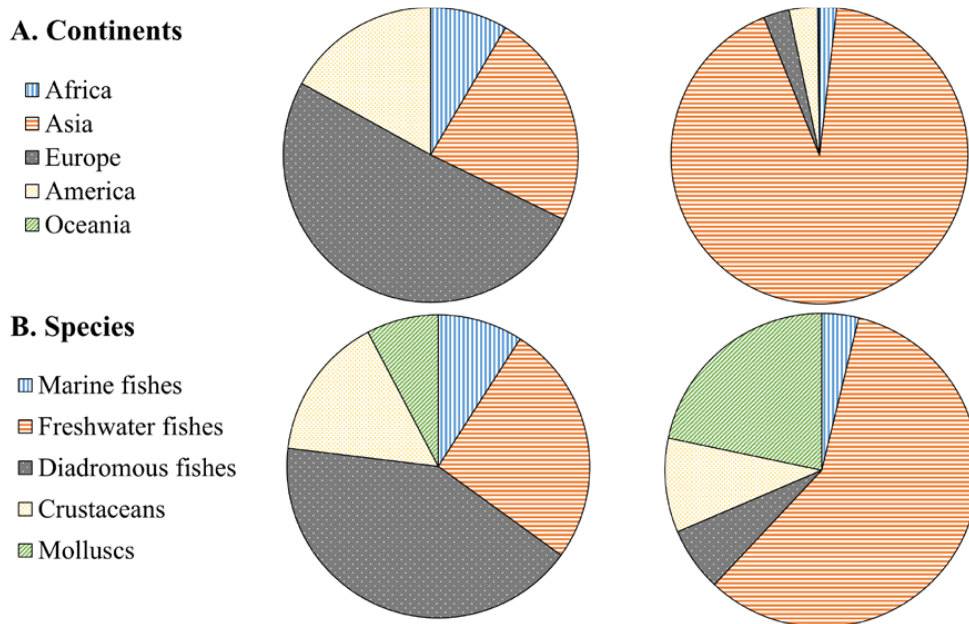 A. Continents
Africa
Asia
Europe
America
Oceania
B. Species
Marine fishes
Freshwater fishes
Diadromous fishes
Crustaceans
Molluscs